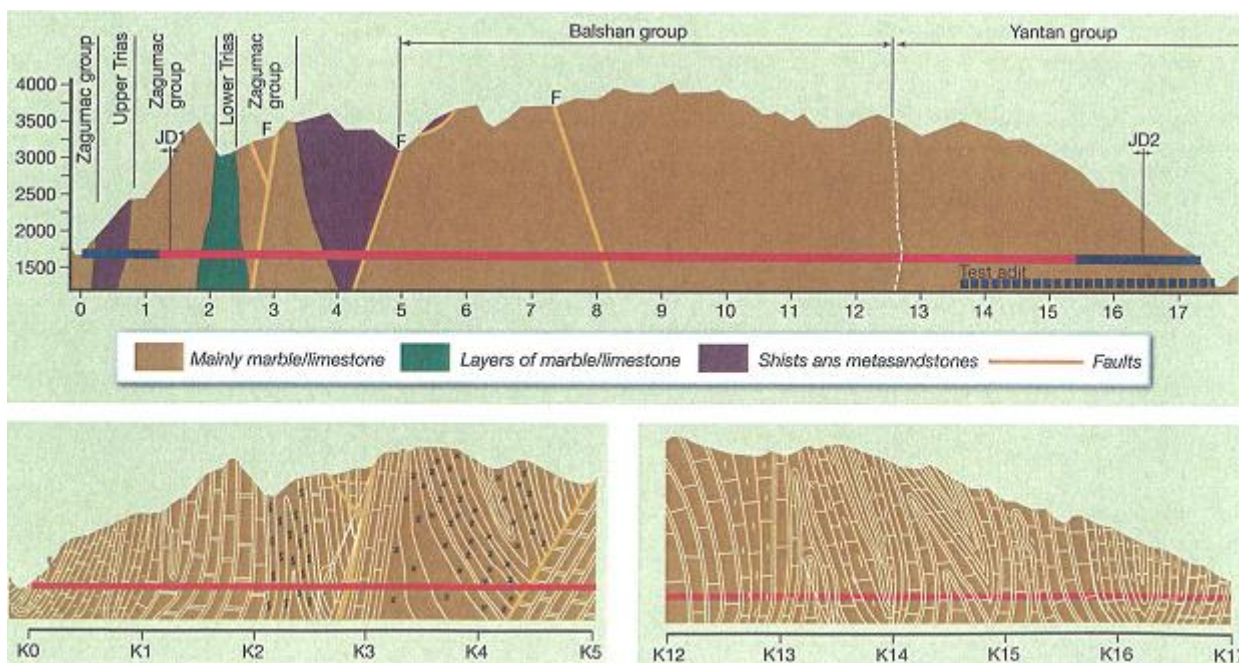 Balshan group
Yantan group
Zagumac group
Upper Trias
Zagumac
group
Lower Trias
Zagumac
group
JD1
F
F
F
JD2
4000
3500
3000
2500
2000
1500
Test adit
0 1 2 3 4 5 6 7 8 9 10 11 12 13 14 15 16 17
Mainly marble/limestone
Layers of marble/limestone
Shists ans metasandstones
Faults
K0 K1 K2 K3 K4 K5
K12 K13 K14 K15 K16 K17